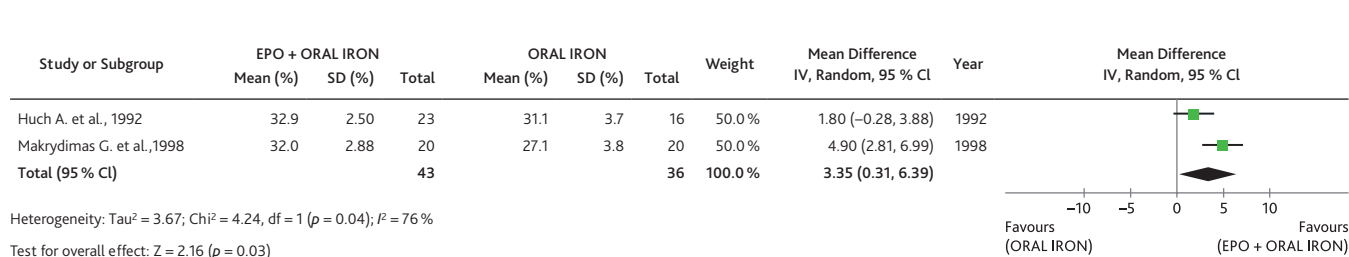 Study or Subgroup EPO + ORAL IRON ORAL IRON Weight Mean Difference Year Mean Difference
Mean (%) SD (%) Total Mean (%) SD (%) Total IV, Random, 95 % CI IV, Random, 95 % CI
Huch A. et al., 1992 32.9 2.50 23 31.1 3.7 16 50.0 % 1.80 (−0.28, 3.88) 1992
Makrydimas G. et al.,1998 32.0 2.88 20 27.1 3.8 20 50.0 % 4.90 (2.81, 6.99) 1998
Total (95 % CI) 43 36 100.0 % 3.35 (0.31, 6.39)
−10 −5 0 5 10
Heterogeneity: Tau² = 3.67; Chi² = 4.24, df = 1 (p = 0.04); I² = 76 %
Favours (ORAL IRON) Favours (EPO + ORAL IRON)
Test for overall effect: Z = 2.16 (p = 0.03)